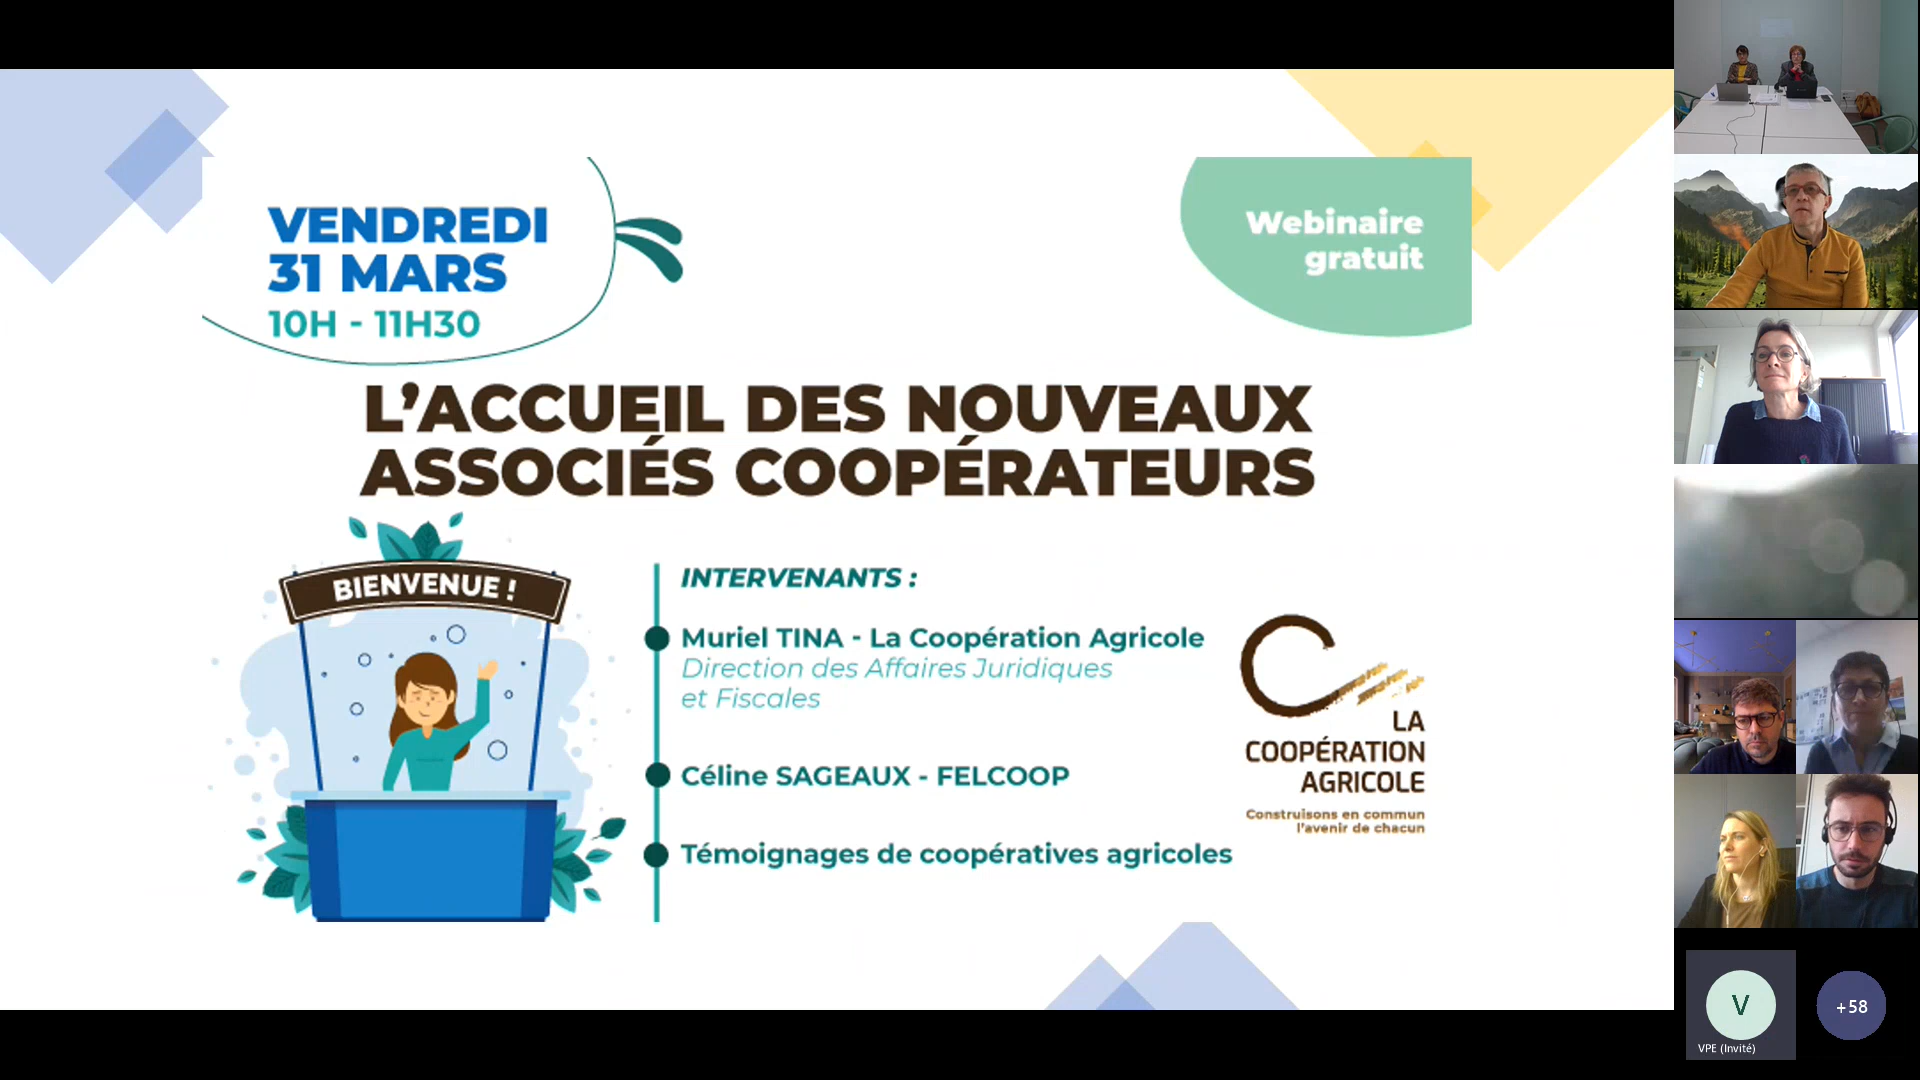 VENDREDI
31 MARS
10H - 11H30
Webinaire
gratuit
L'ACCUEIL DES NOUVEAUX
ASSOCIÉS COOPÉRATEURS
BIENVENUE !
INTERVENANTS :
Muriel TINA - La Coopération Agricole
Direction des Affaires Juridiques
et Fiscales
Céline SAGEAUX - FELCOOP
Témoignages de coopératives agricoles
LA
COOPÉRATION
AGRICOLE
Construisons en commun
l'avenir de chacun
V
VPE (Invité)
+58